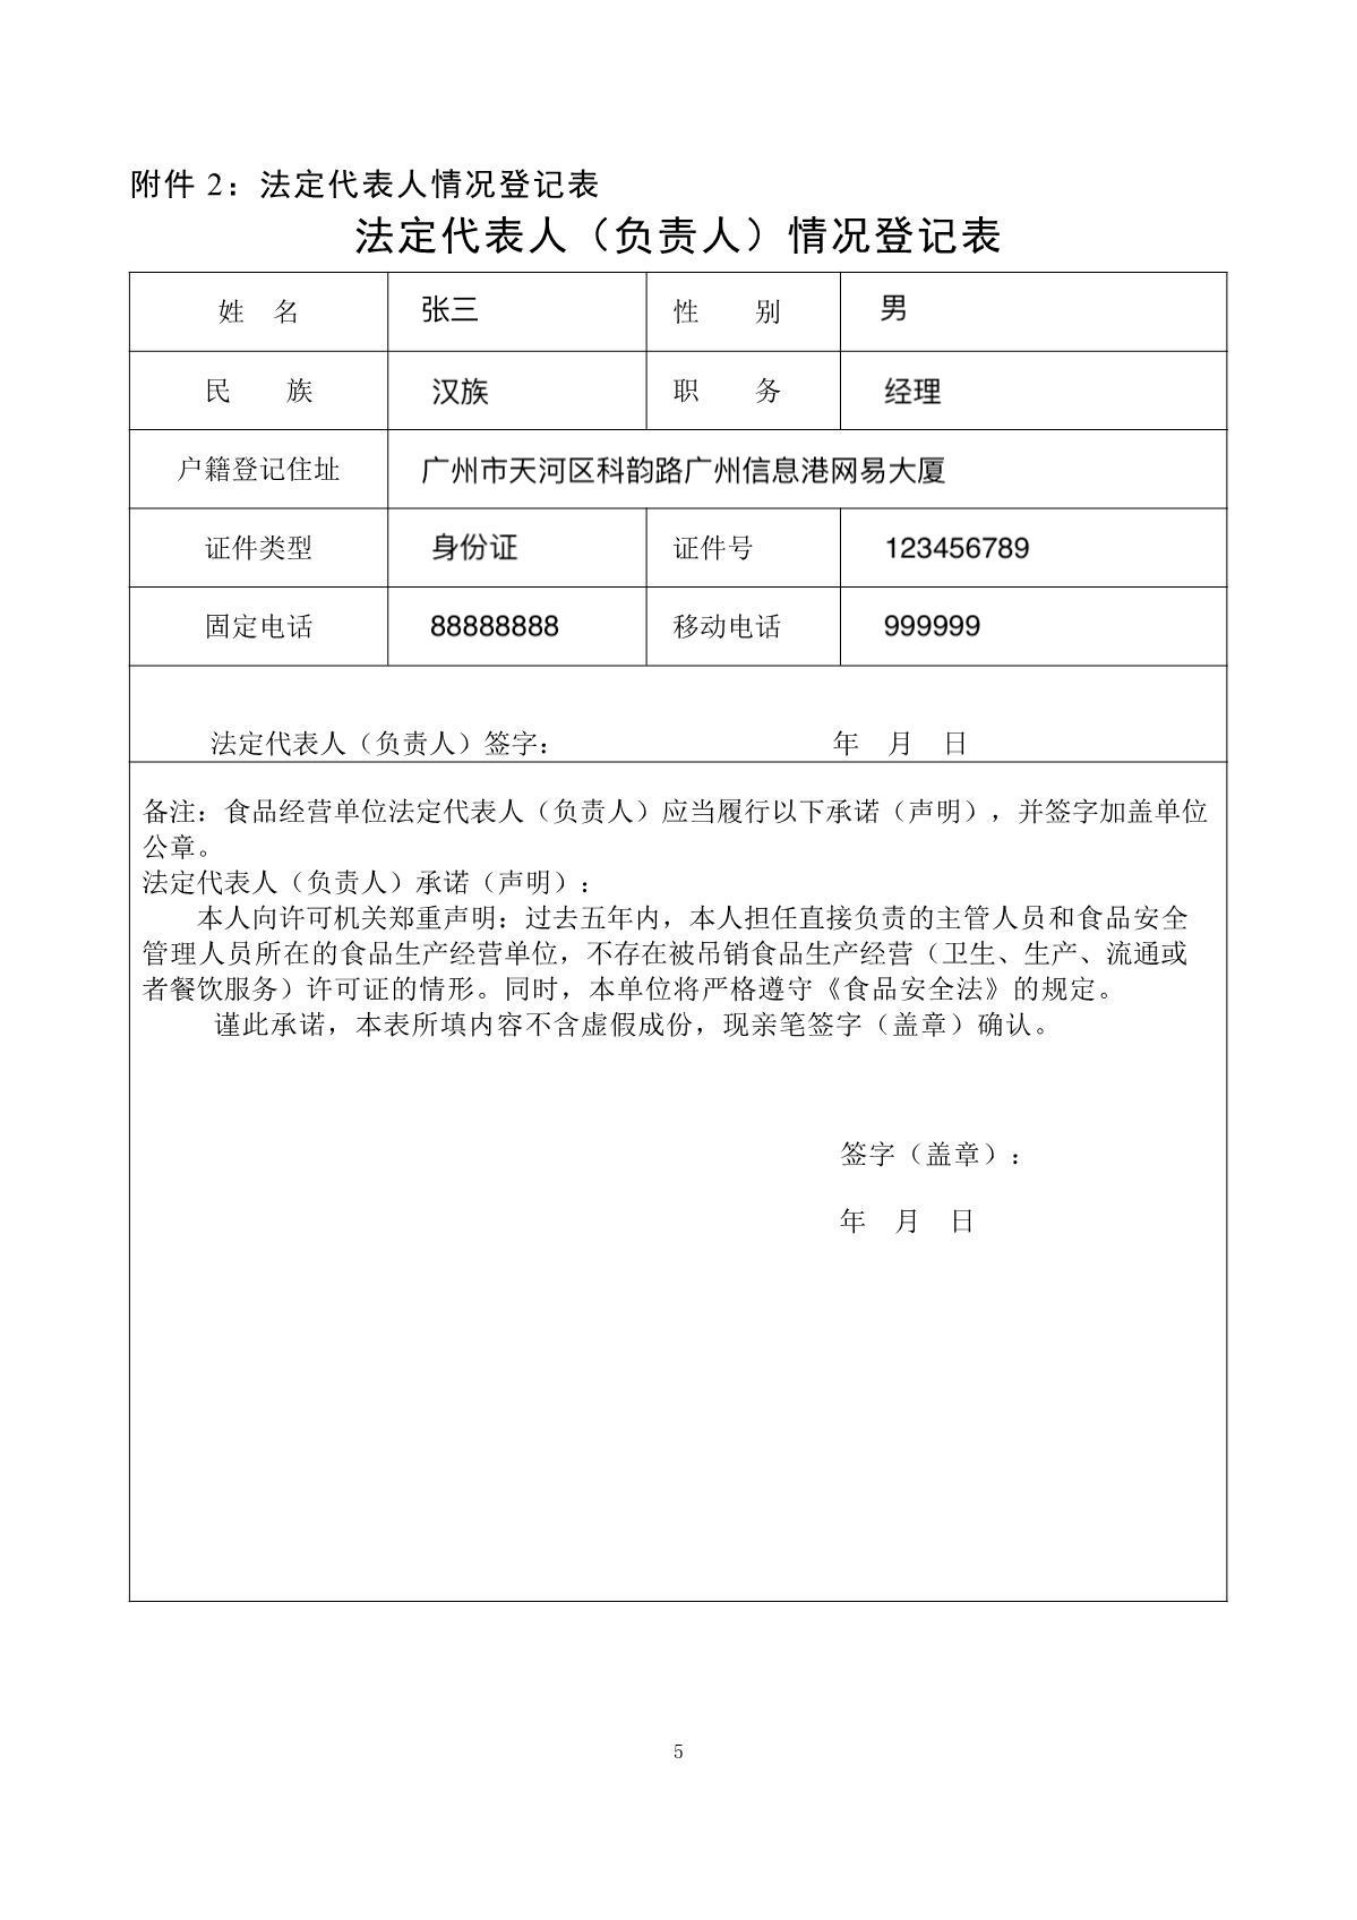 附件 2：法定代表人情况登记表
法定代表人（负责人）情况登记表
姓 名 张三 性 别 男
民 族 汉族 职 务 经理
户籍登记住址 广州市天河区科韵路广州信息港网易大厦
证件类型 身份证 证件号 123456789
固定电话 88888888 移动电话 999999
法定代表人（负责人）签字： 年 月 日
备注：食品经营单位法定代表人（负责人）应当履行以下承诺（声明），并签字加盖单位
公章。
法定代表人（负责人）承诺（声明）：
本人向许可机关郑重声明：过去五年内，本人担任直接负责的主管人员和食品安全
管理人员所在的食品生产经营单位，不存在被吊销食品生产经营（卫生、生产、流通或
者餐饮服务）许可证的情形。同时，本单位将严格遵守《食品安全法》的规定。
谨此承诺，本表所填内容不含虚假成份，现亲笔签字（盖章）确认。
签字（盖章）：
年 月 日
5